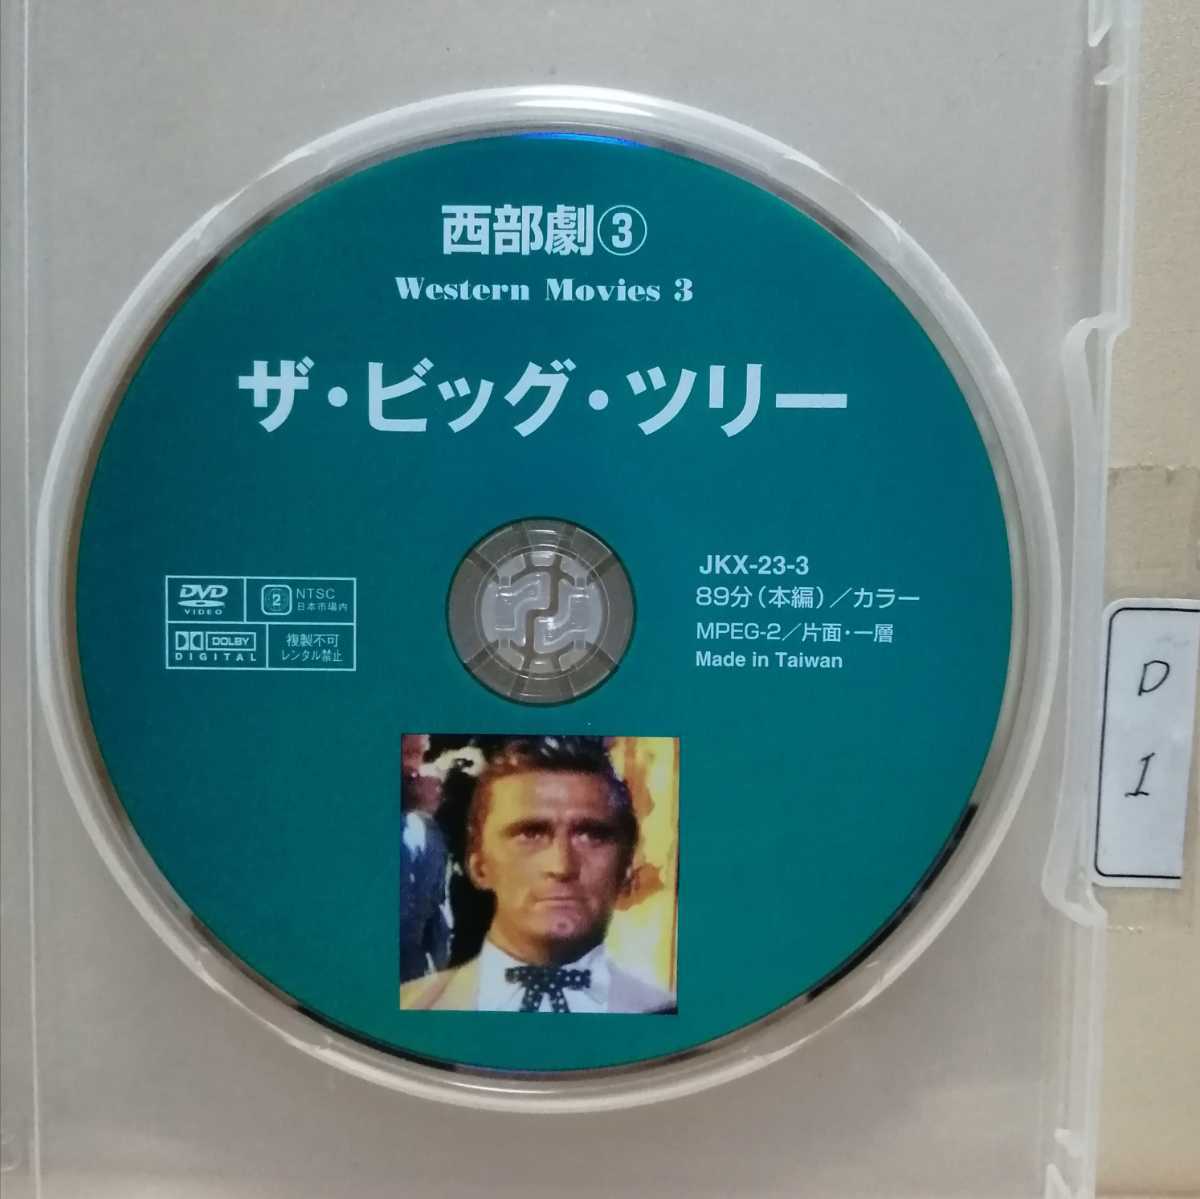 西部劇③
Western Movies 3
ザ・ビッグ・ツリー
DVD
VIDEO
2
NTSC
日本市場内
DOLBY
DIGITAL
複製不可
レンタル禁止
JKX-23-3
89分(本編)／カラー
MPEG-2／片面・一層
Made in Taiwan
D
I